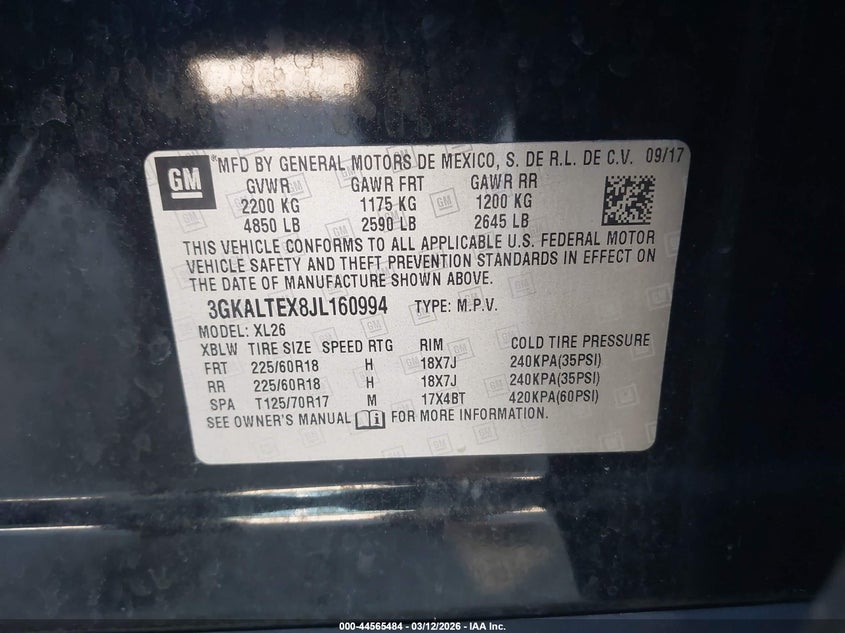 GM
*MFD BY GENERAL MOTORS DE MEXICO, S. DE R.L. DE C.V. 09/17
GVWR GAWR FRT GAWR RR
2200 KG 1175 KG 1200 KG
4850 LB 2590 LB 2645 LB
THIS VEHICLE CONFORMS TO ALL APPLICABLE U.S. FEDERAL MOTOR
VEHICLE SAFETY AND THEFT PREVENTION STANDARDS IN EFFECT ON
THE DATE OF MANUFACTURE SHOWN ABOVE.
3GKALTEX8JL160994 TYPE: M.P.V.
MODEL: XL26
XBLW TIRE SIZE SPEED RTG RIM COLD TIRE PRESSURE
FRT 225/60R18 H 18X7J 240KPA(35PSI)
RR 225/60R18 H 18X7J 240KPA(35PSI)
SPA T125/70R17 M 17X4BT 420KPA(60PSI)
SEE OWNER'S MANUAL FOR MORE INFORMATION.
000-44565484 - 03/12/2026 - IAA Inc.